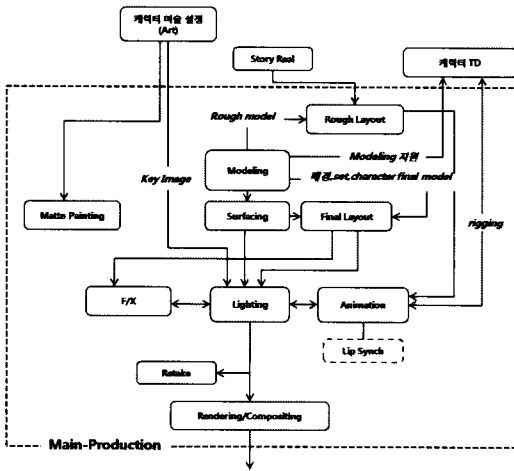 캐릭터 미술 설정
(Art)
Story Real
캐릭터 TD
Rough model
Rough Layout
Modeling 지원
Key Image
Modeling
배경,set,character final model
Matte Painting
Surfacing
Final Layout
rigging
F/X
Lighting
Animation
Lip Synch
Retake
Rendering/Compositing
Main-Production